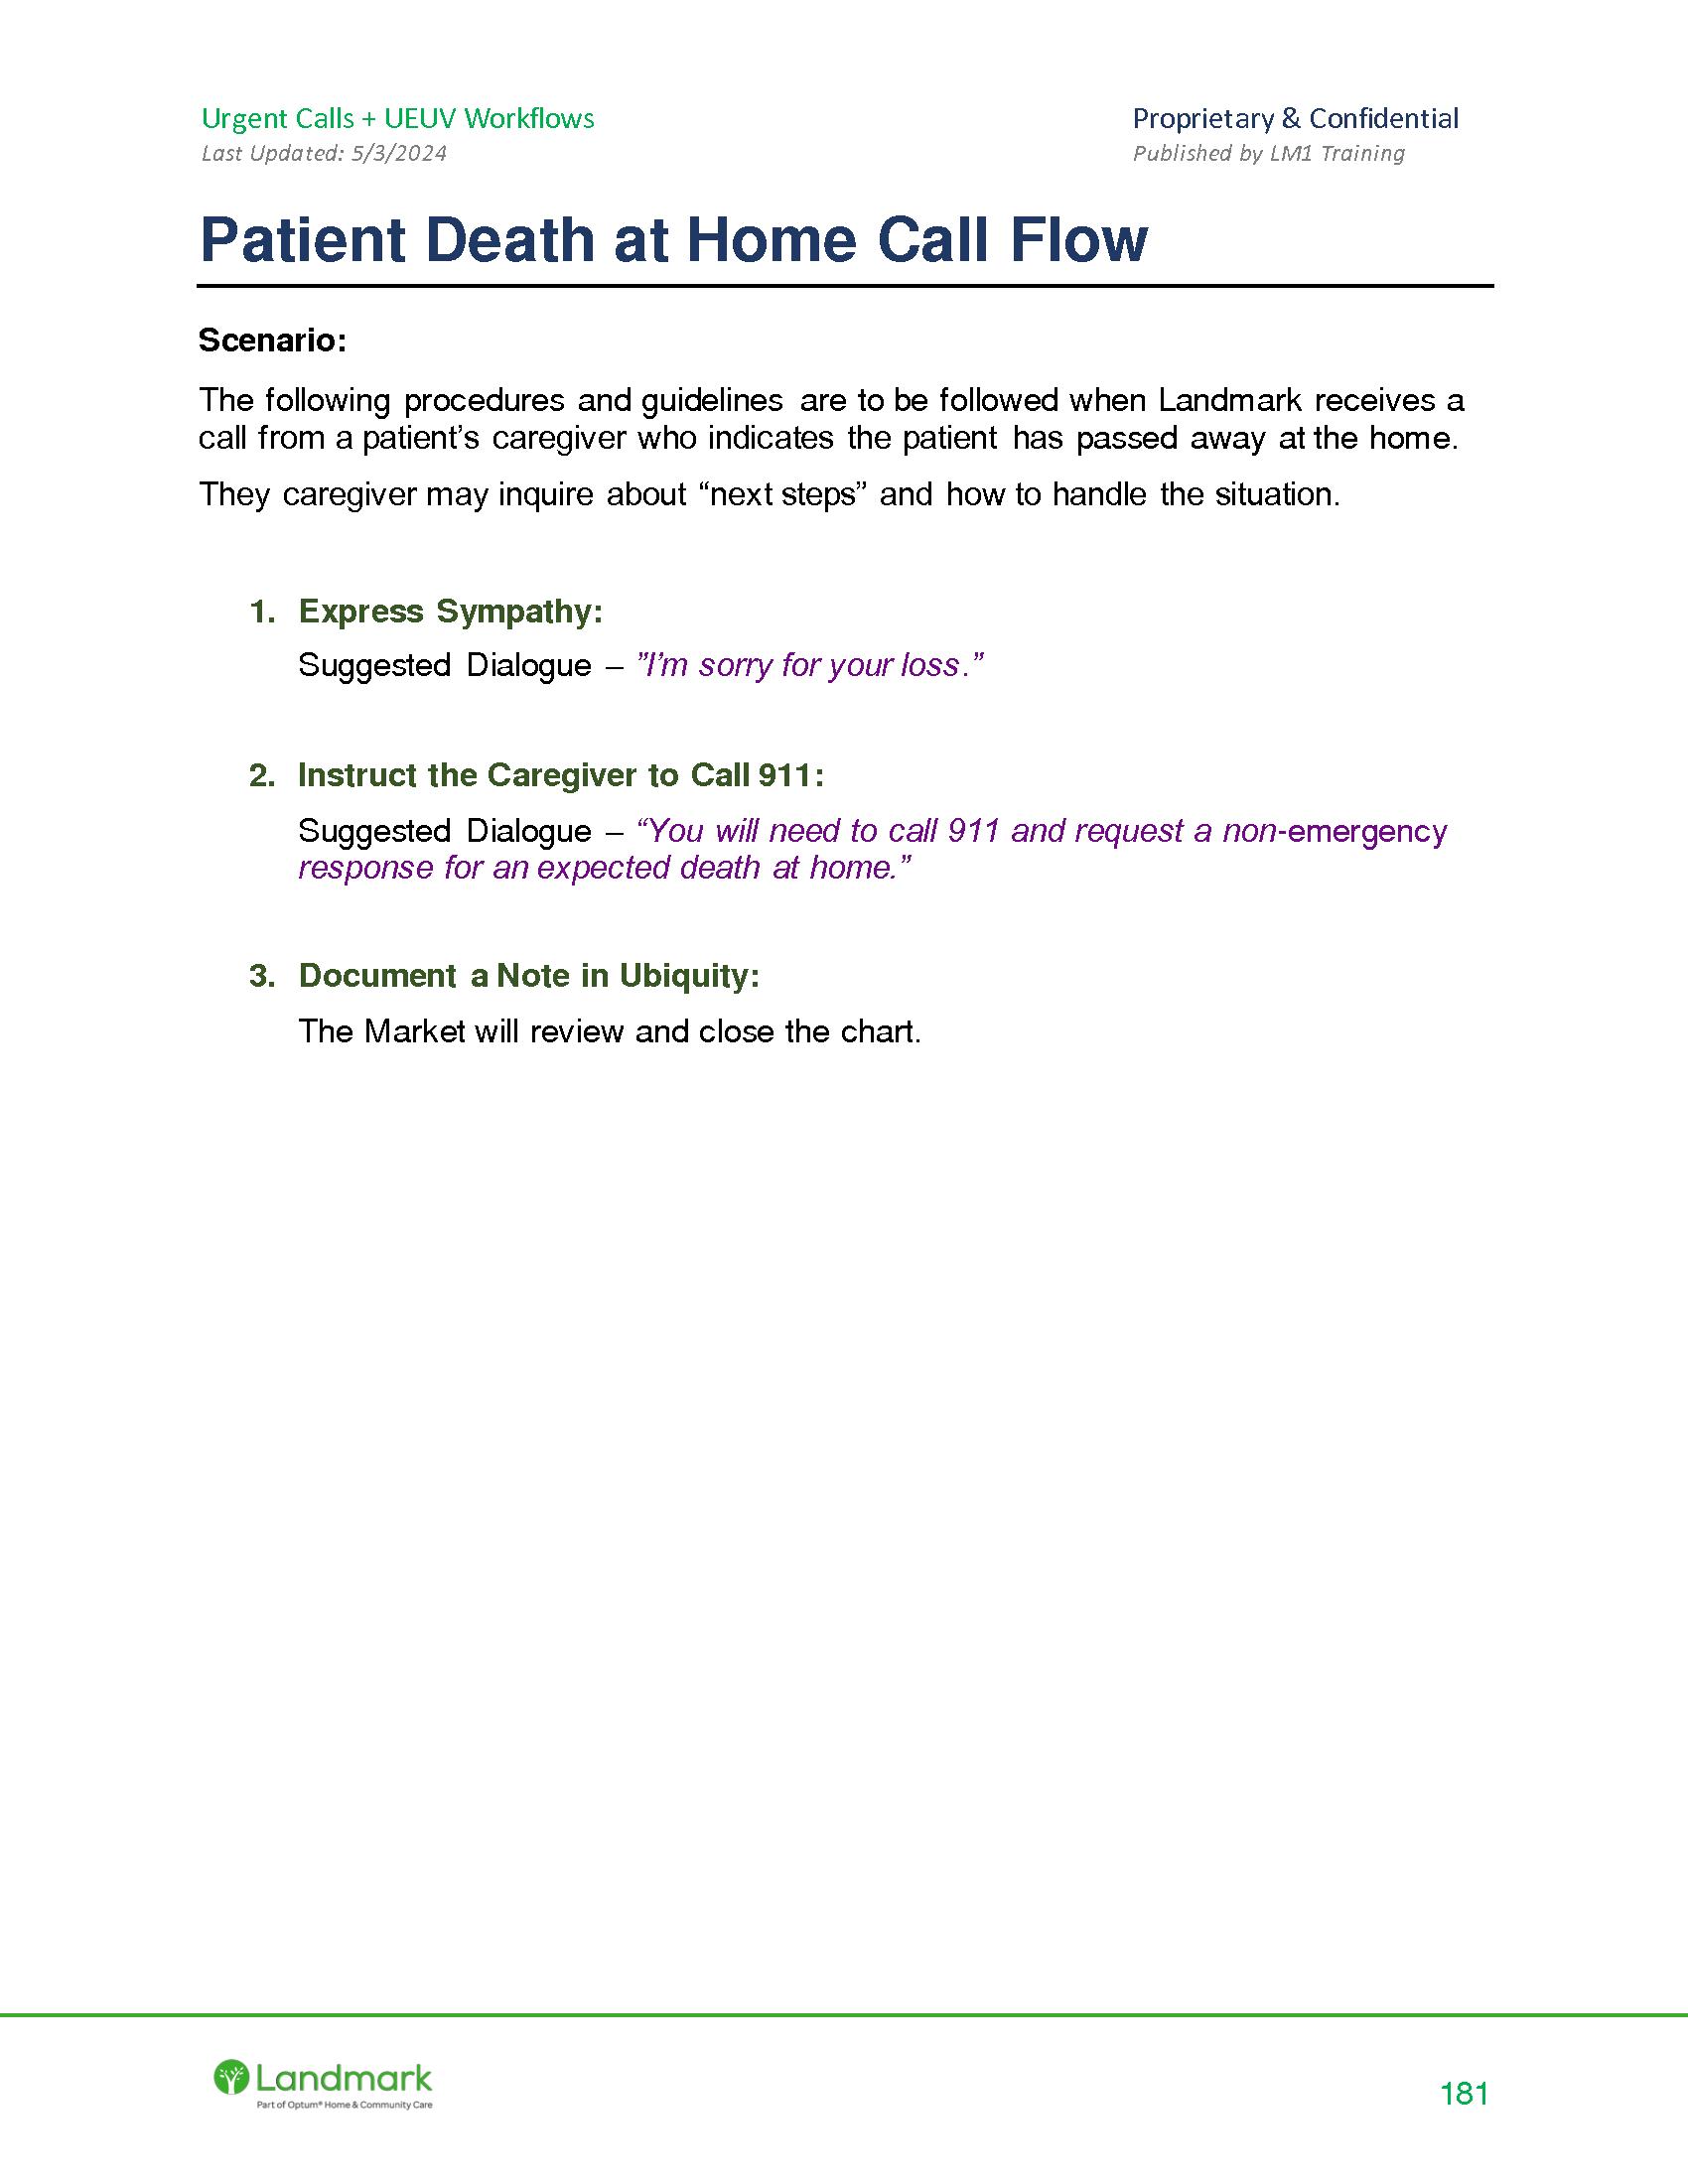 Urgent Calls + UEUV Workflows
Proprietary & Confidential
Last Updated: 5/3/2024
Published by LM1 Training
Patient Death at Home Call Flow
Scenario:
The following procedures and guidelines are to be followed when Landmark receives a
call from a patient’s caregiver who indicates the patient has passed away at the home.
They caregiver may inquire about “next steps” and how to handle the situation.
1. Express Sympathy:
Suggested Dialogue – ”I’m sorry for your loss.”
2. Instruct the Caregiver to Call 911:
Suggested Dialogue – “You will need to call 911 and request a non-emergency
response for an expected death at home.”
3. Document a Note in Ubiquity:
The Market will review and close the chart.
Landmark
Part of Optum® Home & Community Care
181